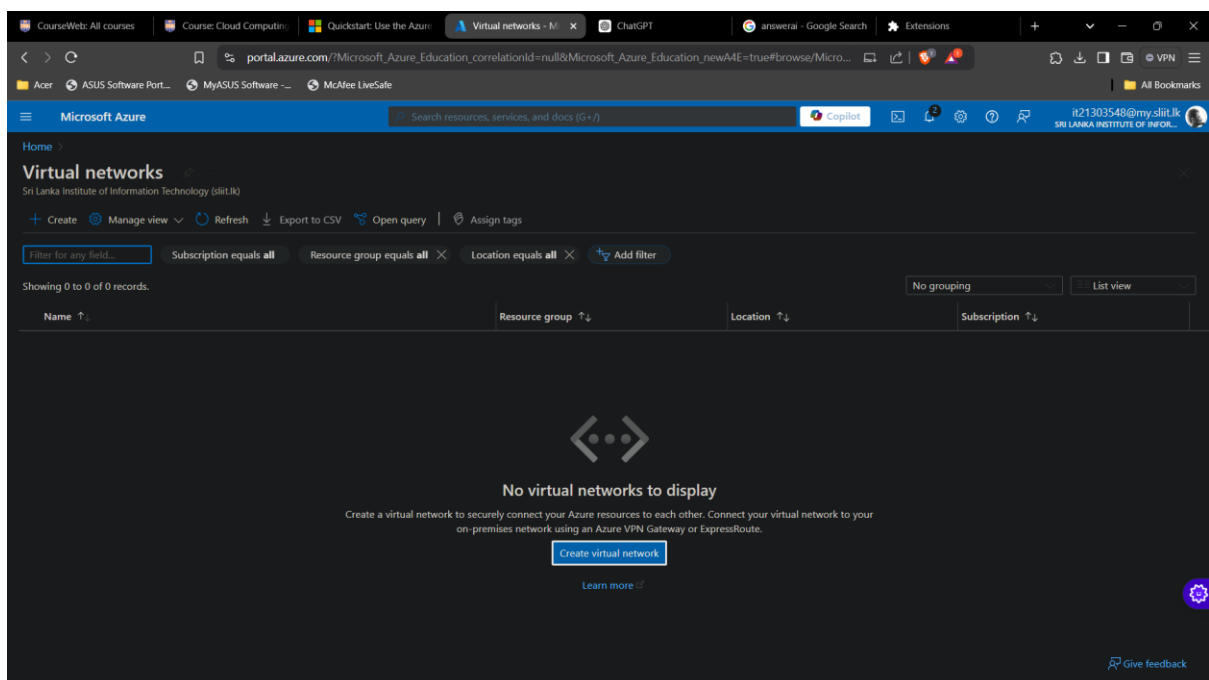 CourseWeb: All courses
Course: Cloud Computing
Quickstart: Use the Azure
Virtual networks - M
ChatGPT
answerai - Google Search
Extensions
portal.azure.com/?Microsoft_Azure_Education_correlationId=null&Microsoft_Azure_Education_newA4E=true#browse/Micro...
VPN
Acer
ASUS Software Port...
MyASUS Software -...
McAfee LiveSafe
All Bookmarks
Microsoft Azure
Search resources, services, and docs (G+/)
Copilot
2
it21303548@my.sliit.lk
SRI LANKA INSTITUTE OF INFOR...
Home >
Virtual networks
Sri Lanka Institute of Information Technology (sliit.lk)
Create
Manage view
Refresh
Export to CSV
Open query
Assign tags
Filter for any field...
Subscription equals all
Resource group equals all
Location equals all
Add filter
Showing 0 to 0 of 0 records.
No grouping
List view
Name
Resource group
Location
Subscription
No virtual networks to display
Create a virtual network to securely connect your Azure resources to each other. Connect your virtual network to your
on-premises network using an Azure VPN Gateway or ExpressRoute.
Create virtual network
Learn more
Give feedback